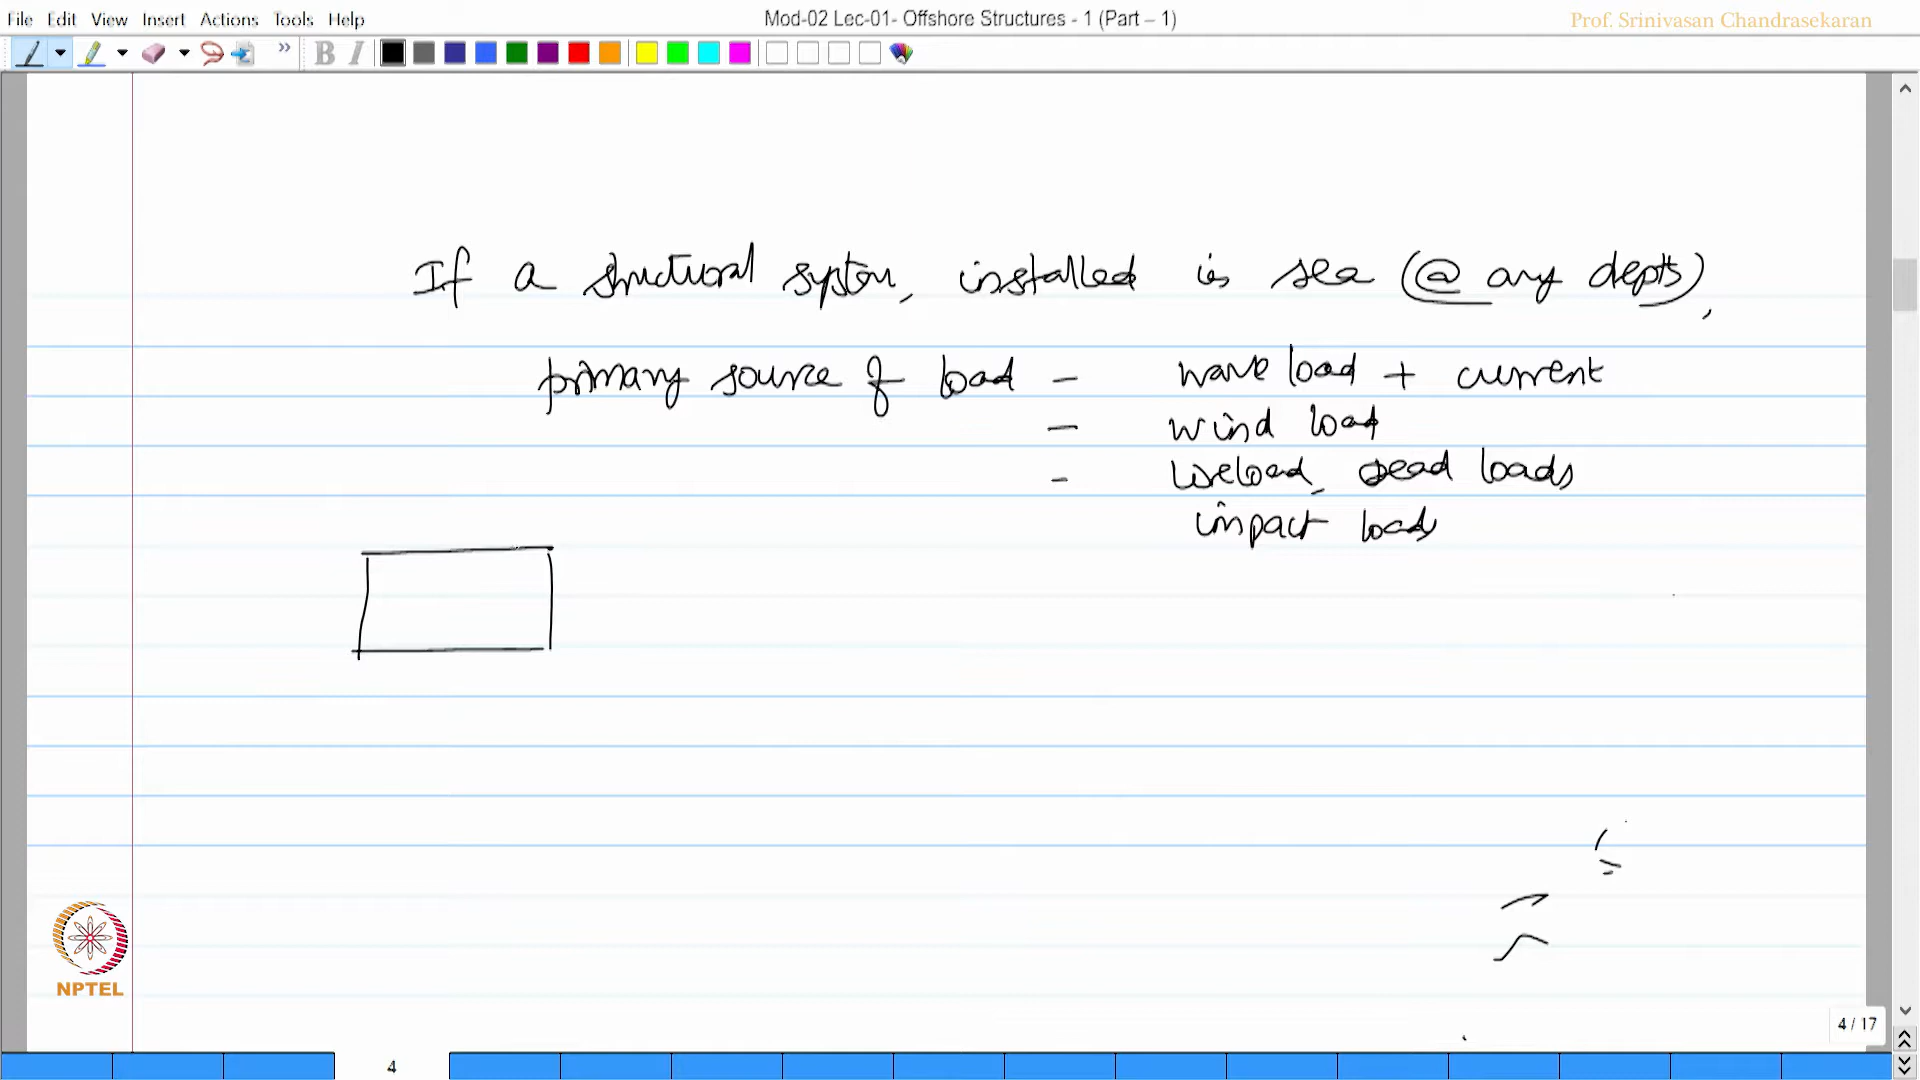 File Edit View Insert Actions Tools Help
Mod-02 Lec-01- Offshore Structures - 1 (Part – 1)
Prof. Srinivasan Chandrasekaran
B I
If a structural system, installed in sea (@ any depth),
primary source of load - wave load + current
- wind load
- liveload, dead loads
impact loads
NPTEL
4 / 17
4